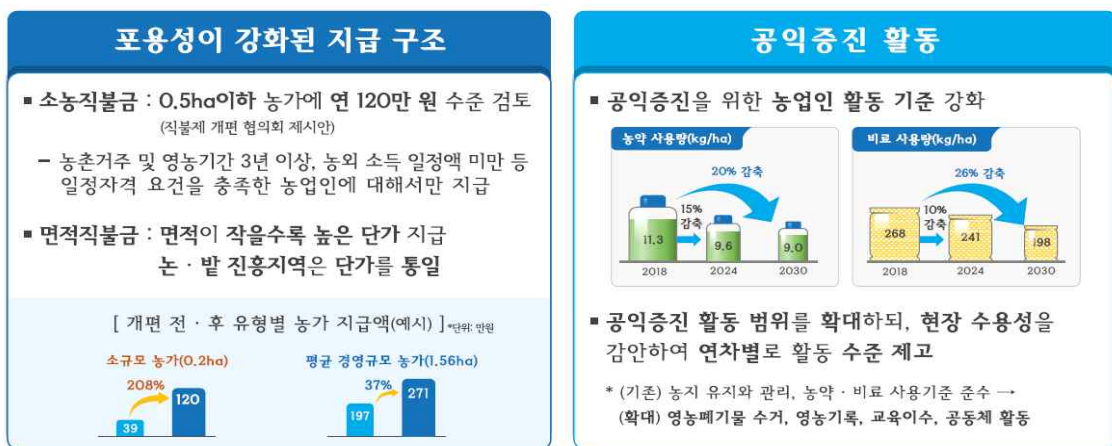 포용성이 강화된 지급 구조
▪ 소농직불금 : 0.5ha이하 농가에 연 120만 원 수준 검토
(직불제 개편 협의회 제시안)
– 농촌거주 및 영농기간 3년 이상, 농외 소득 일정액 미만 등
일정자격 요건을 충족한 농업인에 대해서만 지급
▪ 면적직불금 : 면적이 작을수록 높은 단가 지급
논 · 밭 진흥지역은 단가를 통일
[ 개편 전 · 후 유형별 농가 지급액(예시) ] *단위: 만원
소규모 농가(0.2ha)
208%
39
120
평균 경영규모 농가(1.56ha)
37%
197
271
공익증진 활동
▪ 공익증진을 위한 농업인 활동 기준 강화
농약 사용량(kg/ha)
20% 감축
15%
감축
11.3
9.6
9.0
2018
2024
2030
비료 사용량(kg/ha)
26% 감축
10%
감축
268
241
198
2018
2024
2030
▪ 공익증진 활동 범위를 확대하되, 현장 수용성을
감안하여 연차별로 활동 수준 제고
* (기존) 농지 유지와 관리, 농약 · 비료 사용기준 준수 →
(확대) 영농폐기물 수거, 영농기록, 교육이수, 공동체 활동